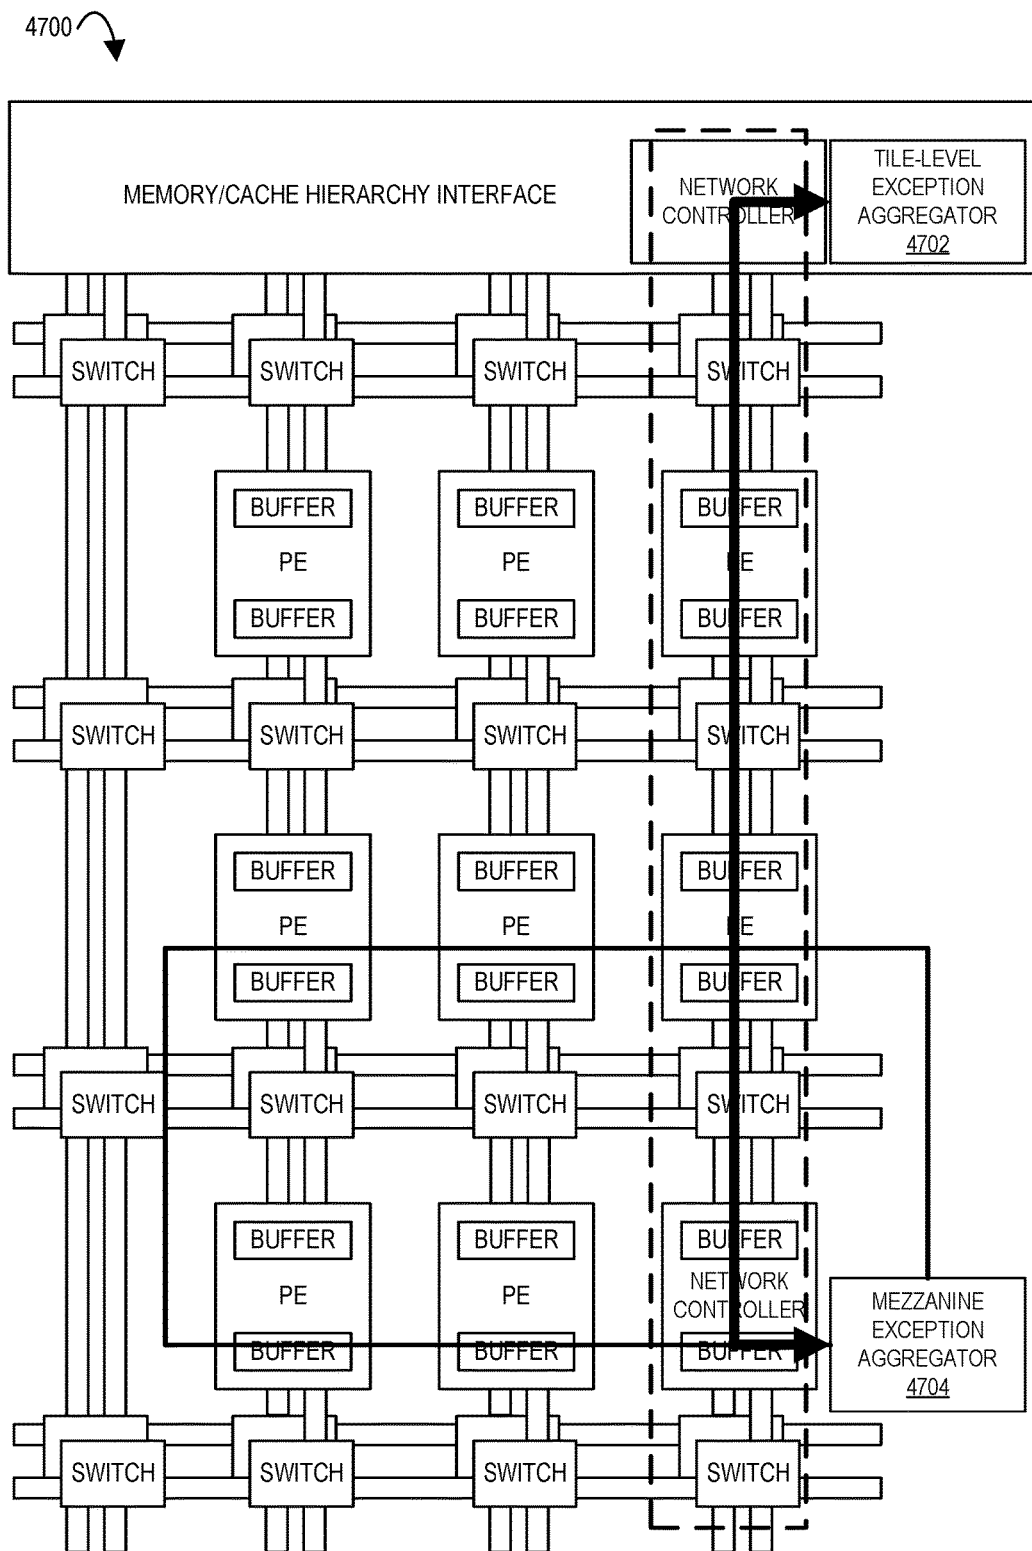 4700
MEMORY/CACHE HIERARCHY INTERFACE
NETWORK
CONTROLLER
TILE-LEVEL
EXCEPTION
AGGREGATOR
4702
SWITCH SWITCH SWITCH SWITCH
BUFFER BUFFER BUFFER
PE PE PE
BUFFER BUFFER BUFFER
SWITCH SWITCH SWITCH SWITCH
BUFFER BUFFER BUFFER
PE PE PE
BUFFER BUFFER BUFFER
SWITCH SWITCH SWITCH SWITCH
BUFFER BUFFER BUFFER
PE PE
NETWORK
CONTROLLER
BUFFER BUFFER BUFFER
MEZZANINE
EXCEPTION
AGGREGATOR
4704
SWITCH SWITCH SWITCH SWITCH